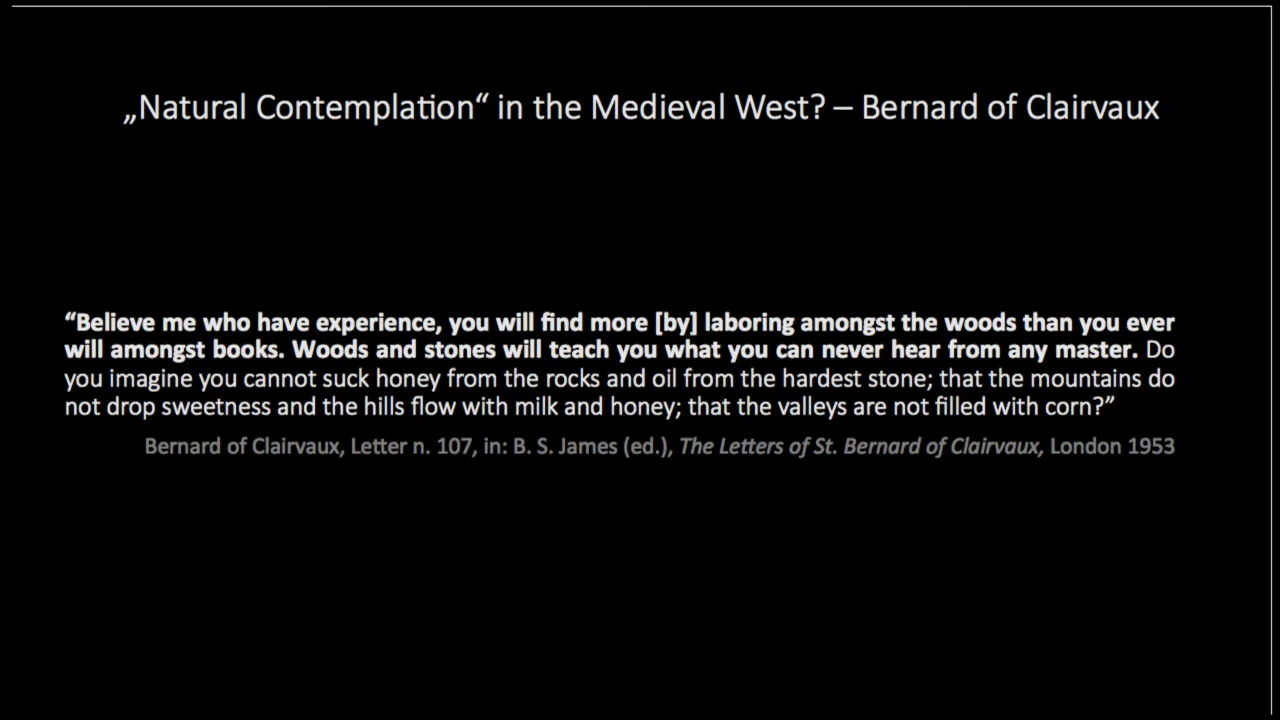 „Natural Contemplation“ in the Medieval West? – Bernard of Clairvaux
“Believe me who have experience, you will find more [by] laboring amongst the woods than you ever
will amongst books. Woods and stones will teach you what you can never hear from any master. Do
you imagine you cannot suck honey from the rocks and oil from the hardest stone; that the mountains do
not drop sweetness and the hills flow with milk and honey; that the valleys are not filled with corn?”
Bernard of Clairvaux, Letter n. 107, in: B. S. James (ed.), The Letters of St. Bernard of Clairvaux, London 1953